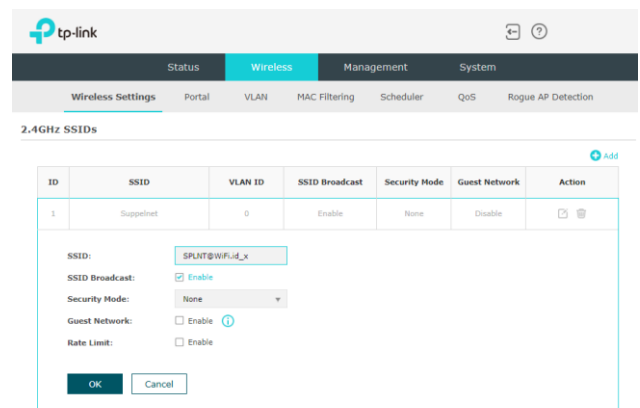 tp-link
Status Wireless Management System
Wireless Settings Portal VLAN MAC Filtering Scheduler QoS Rogue AP Detection
2.4GHz SSIDs
Add
ID SSID VLAN ID SSID Broadcast Security Mode Guest Network Action
1 Suppelnet 0 Enable None Disable
SSID: SPLNT@WiFi.id_x
SSID Broadcast: Enable
Security Mode: None
Guest Network: Enable
Rate Limit: Enable
OK Cancel